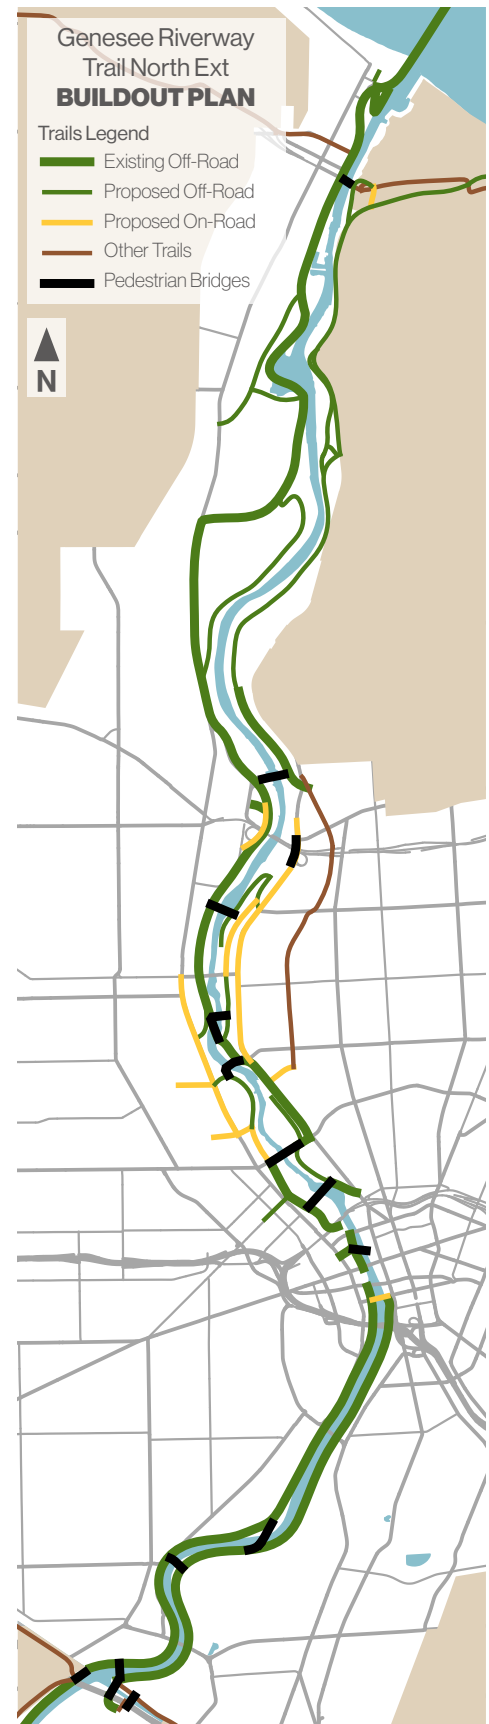 Genesee Riverway
Trail North Ext
BUILDOUT PLAN
Trails Legend
Existing Off-Road
Proposed Off-Road
Proposed On-Road
Other Trails
Pedestrian Bridges
N